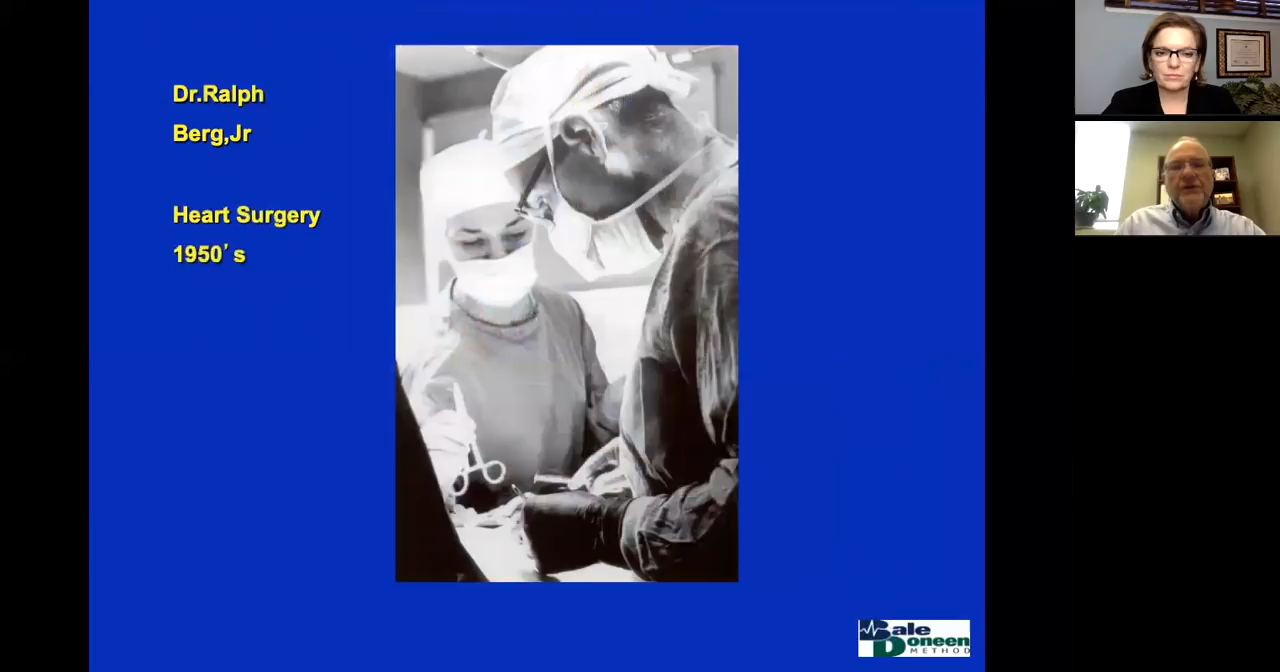 Dr.Ralph
Berg,Jr
Heart Surgery
1950's
Bale
Doneen
METHOD